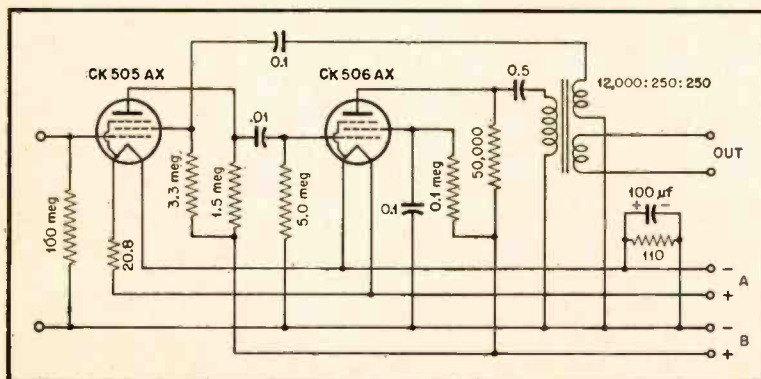 0.1
CK 505 AX
CK 506 AX
0.5
12,000:250:250
.01
OUT
100 meg
3.3 meg
1.5 meg
5.0 meg
0.1
0.1 meg
50,000
100 µf
+ -
110
20.8
- A
+
- B
+